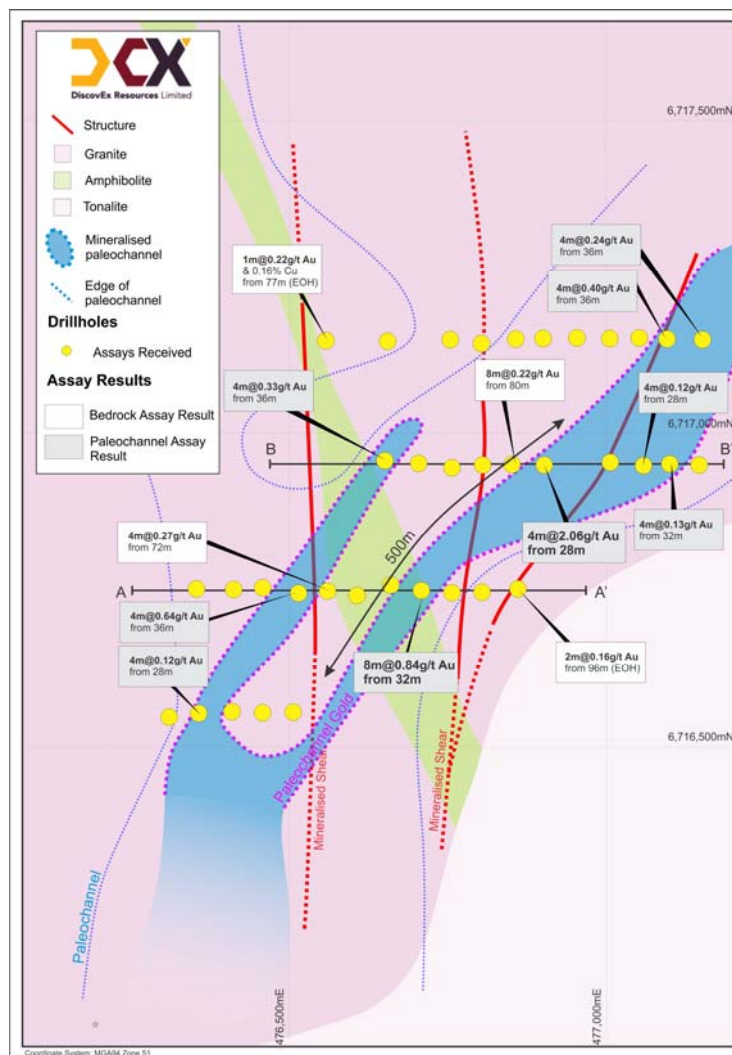 DCX
DiscovEx Resources Limited
Structure
Granite
Amphibolite
Tonalite
Mineralised
paleochannel
Edge of
paleochannel
Drillholes
Assays Received
Assay Results
Bedrock Assay Result
Paleochannel Assay
Result
6,717,500mN
1m@0.22g/t Au
& 0.16% Cu
from 77m (EOH)
4m@0.24g/t Au
from 36m
4m@0.40g/t Au
from 36m
4m@0.33g/t Au
from 36m
8m@0.22g/t Au
from 80m
4m@0.12g/t Au
from 28m
6,717,000mN
B
B'
4m@2.06g/t Au
from 28m
4m@0.13g/t Au
from 32m
500m
4m@0.27g/t Au
from 72m
A
A'
4m@0.64g/t Au
from 36m
4m@0.12g/t Au
from 28m
8m@0.84g/t Au
from 32m
2m@0.16g/t Au
from 96m (EOH)
6,716,500mN
Paleochannel Gold
Mineralised Shear
Mineralised Shear
Paleochannel
476,500mE
477,000mE
Coordinate System: MGA94 Zone 51